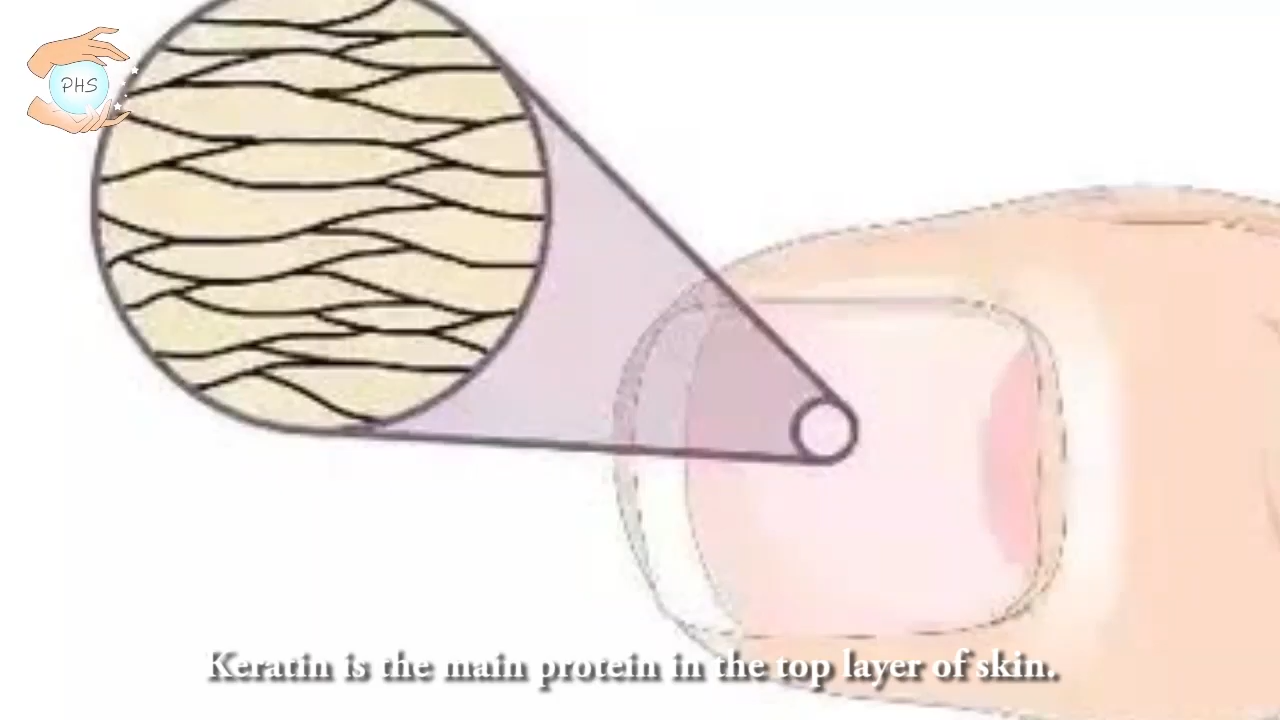 PHS
Keratin is the main protein in the top layer of skin.